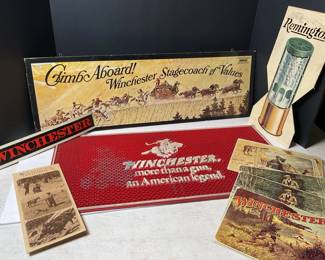 Climb Aboard!
Winchester Stagecoach of Values
Remington
WINCHESTER
WINCHESTER.
more than a gun,
an American legend.
WINCHESTER